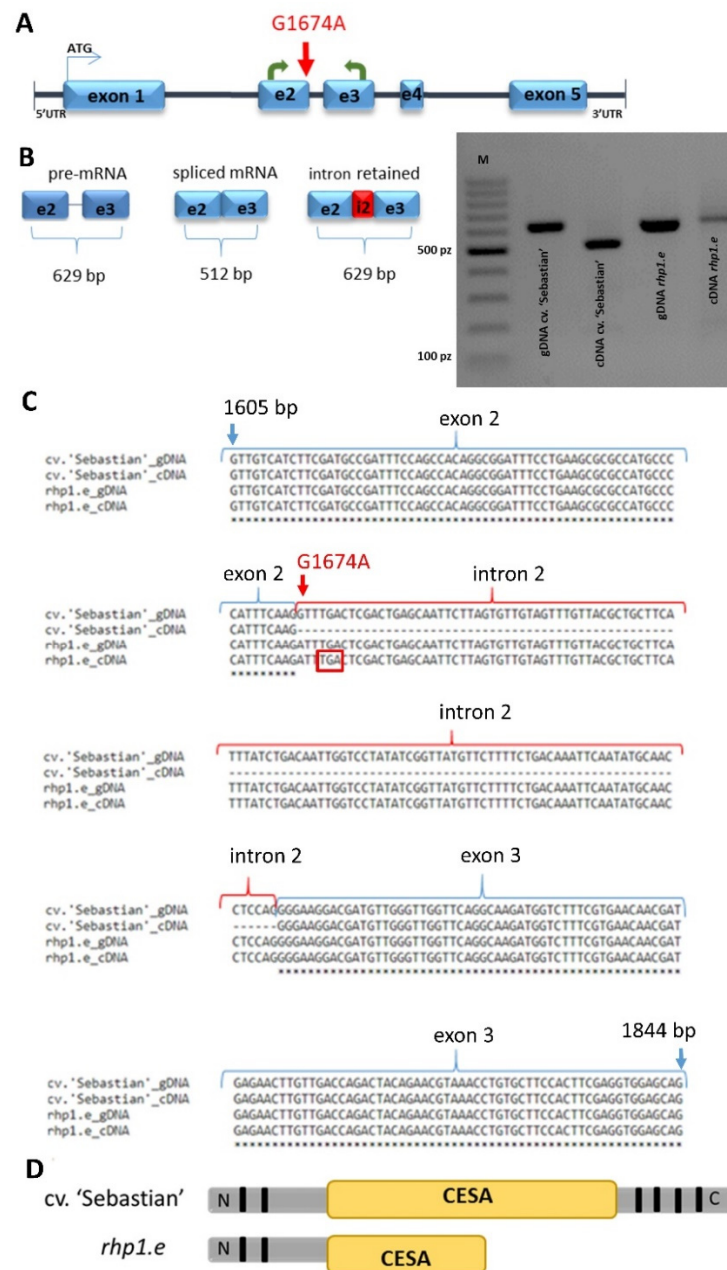 A
G1674A
ATG
exon 1 e2 e3 e4 exon 5
5'UTR 3'UTR
B
pre-mRNA spliced mRNA intron retained
e2 e3 e2 e3 e2 I2 e3
629 bp 512 bp 629 bp
M
500 pz
100 pz
gDNA cv. 'Sebastian'
cDNA cv. 'Sebastian'
gDNA rhp1.e
cDNA rhp1.e
C
1605 bp
exon 2
cv.'Sebastian'_gDNA GTTGTCATCTTCGATGCCGATTTCCAGCCACAGGCGGATTTCCTGAAGCGCGCCATGCCC
cv.'Sebastian'_cDNA GTTGTCATCTTCGATGCCGATTTCCAGCCACAGGCGGATTTCCTGAAGCGCGCCATGCCC
rhp1.e_gDNA GTTGTCATCTTCGATGCCGATTTCCAGCCACAGGCGGATTTCCTGAAGCGCGCCATGCCC
rhp1.e_cDNA GTTGTCATCTTCGATGCCGATTTCCAGCCACAGGCGGATTTCCTGAAGCGCGCCATGCCC
************************************************************
G1674A
exon 2 intron 2
cv.'Sebastian'_gDNA CATTTCAAGGTTTGACTCGACTGAGCAATTCTTAGTGTTGTAGTTTGTTACGCTGCTTCA
cv.'Sebastian'_cDNA CATTTCAAG---------------------------------------------------
rhp1.e_gDNA CATTTCAAGATTTGACTCGACTGAGCAATTCTTAGTGTTGTAGTTTGTTACGCTGCTTCA
rhp1.e_cDNA CATTTCAAGATTTGACTCGACTGAGCAATTCTTAGTGTTGTAGTTTGTTACGCTGCTTCA
*********
intron 2
cv.'Sebastian'_gDNA TTTATCTGACAATTGGTCCTATATCGGTTATGTTCTTTTCTGACAAATTCAATATGCAAC
cv.'Sebastian'_cDNA ------------------------------------------------------------
rhp1.e_gDNA TTTATCTGACAATTGGTCCTATATCGGTTATGTTCTTTTCTGACAAATTCAATATGCAAC
rhp1.e_cDNA TTTATCTGACAATTGGTCCTATATCGGTTATGTTCTTTTCTGACAAATTCAATATGCAAC
intron 2 exon 3
cv.'Sebastian'_gDNA CTCCAGGGGAAGGACGATGTTGGGTTGGTTCAGGCAAGATGGTCTTTCGTGAACAACGAT
cv.'Sebastian'_cDNA ------GGGAAGGACGATGTTGGGTTGGTTCAGGCAAGATGGTCTTTCGTGAACAACGAT
rhp1.e_gDNA CTCCAGGGGAAGGACGATGTTGGGTTGGTTCAGGCAAGATGGTCTTTCGTGAACAACGAT
rhp1.e_cDNA CTCCAGGGGAAGGACGATGTTGGGTTGGTTCAGGCAAGATGGTCTTTCGTGAACAACGAT
******************************************************
1844 bp
exon 3
cv.'Sebastian'_gDNA GAGAACTTGTTGACCAGACTACAGAACGTAAACCTGTGCTTCCACTTCGAGGTGGAGCAG
cv.'Sebastian'_cDNA GAGAACTTGTTGACCAGACTACAGAACGTAAACCTGTGCTTCCACTTCGAGGTGGAGCAG
rhp1.e_gDNA GAGAACTTGTTGACCAGACTACAGAACGTAAACCTGTGCTTCCACTTCGAGGTGGAGCAG
rhp1.e_cDNA GAGAACTTGTTGACCAGACTACAGAACGTAAACCTGTGCTTCCACTTCGAGGTGGAGCAG
************************************************************
D
cv. 'Sebastian' N CESA C
rhp1.e N CESA